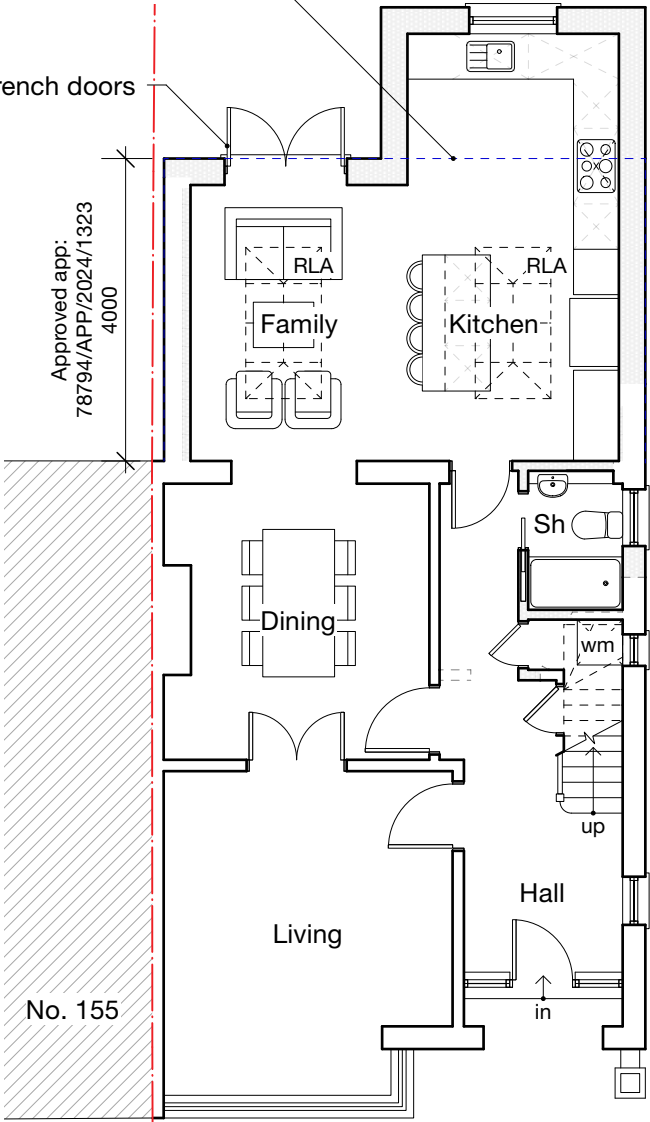 French doors
Approved app:
78794/APP/2024/1323
4000
RLA
RLA
Family
Kitchen
Sh
Dining
wm
up
Hall
Living
No. 155
in